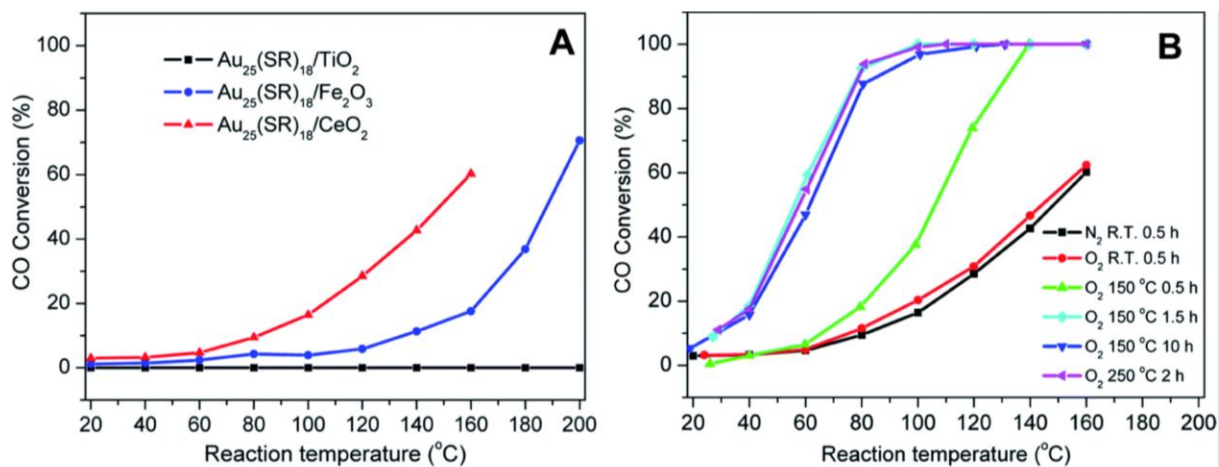 A
Au₂₅(SR)₁₈/TiO₂
Au₂₅(SR)₁₈/Fe₂O₃
Au₂₅(SR)₁₈/CeO₂
CO Conversion (%)
100
80
60
40
20
0
20 40 60 80 100 120 140 160 180 200
Reaction temperature (°C)
B
CO Conversion (%)
100
80
60
40
20
0
N₂ R.T. 0.5 h
O₂ R.T. 0.5 h
O₂ 150 °C 0.5 h
O₂ 150 °C 1.5 h
O₂ 150 °C 10 h
O₂ 250 °C 2 h
20 40 60 80 100 120 140 160 180
Reaction temperature (°C)